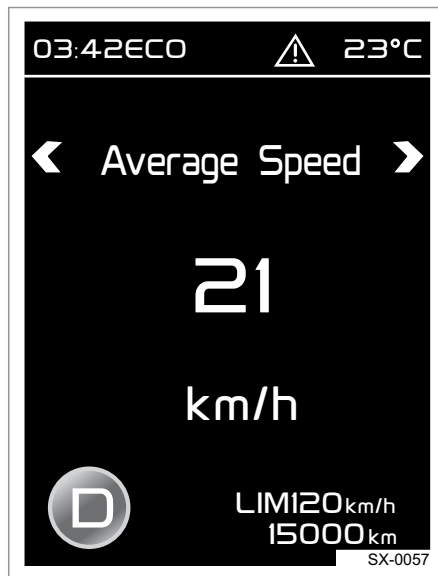 03:42ECO 23°C
Average Speed
21
km/h
D
LIM120km/h
15000km
SX-0057